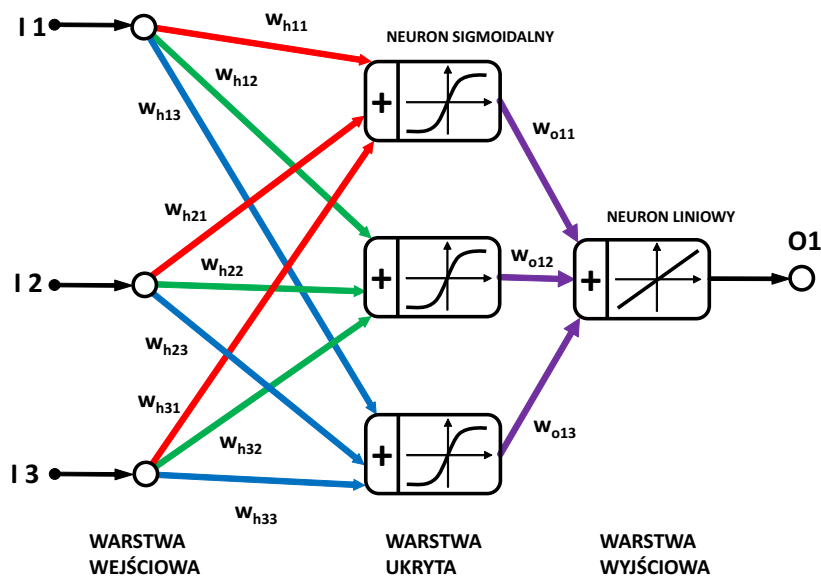 I 1
w_h11
NEURON SIGMOIDALNY
w_h12
+
w_h13
w_o11
w_h21
NEURON LINIOWY
O1
I 2
w_h22
+
w_o12
+
w_h23
w_h31
w_h32
+
w_o13
I 3
w_h33
WARSTWA
WEJŚCIOWA
WARSTWA
UKRYTA
WARSTWA
WYJŚCIOWA